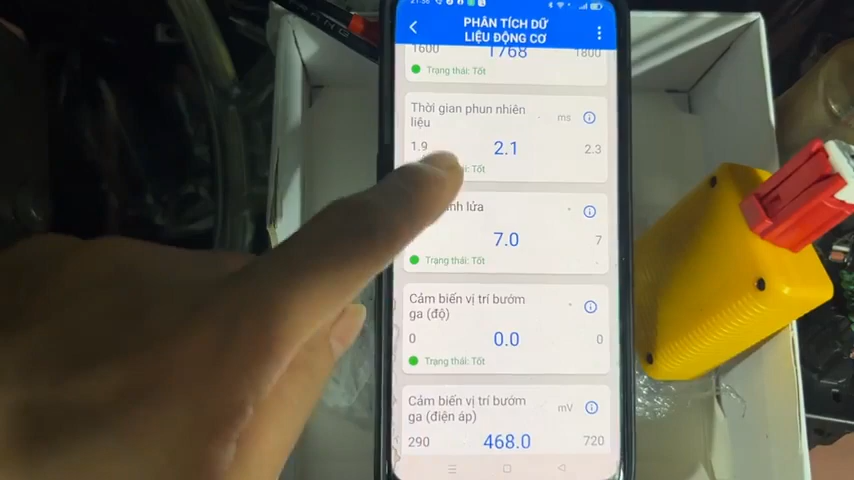 21:56
PHÂN TÍCH DỮ
LIỆU ĐỘNG CƠ
1600
1768
1800
Trạng thái: Tốt
Thời gian phun nhiên
liệu
ms
1.9
2.1
2.3
Tốt
lửa
7.0
7
Trạng thái: Tốt
Cảm biến vị trí bướm
ga (độ)
0
0.0
0
Trạng thái: Tốt
Cảm biến vị trí bướm
ga (điện áp)
mV
290
468.0
720